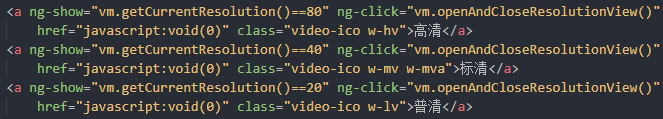 <a ng-show="vm.getCurrentResolution()==80" ng-click="vm.openAndCloseResolutionView()"
href="javascript:void(0)" class="video-ico w-hv">高清</a>
<a ng-show="vm.getCurrentResolution()==40" ng-click="vm.openAndCloseResolutionView()"
href="javascript:void(0)" class="video-ico w-mv w-mva">标清</a>
<a ng-show="vm.getCurrentResolution()==20" ng-click="vm.openAndCloseResolutionView()"
href="javascript:void(0)" class="video-ico w-lv">普清</a>